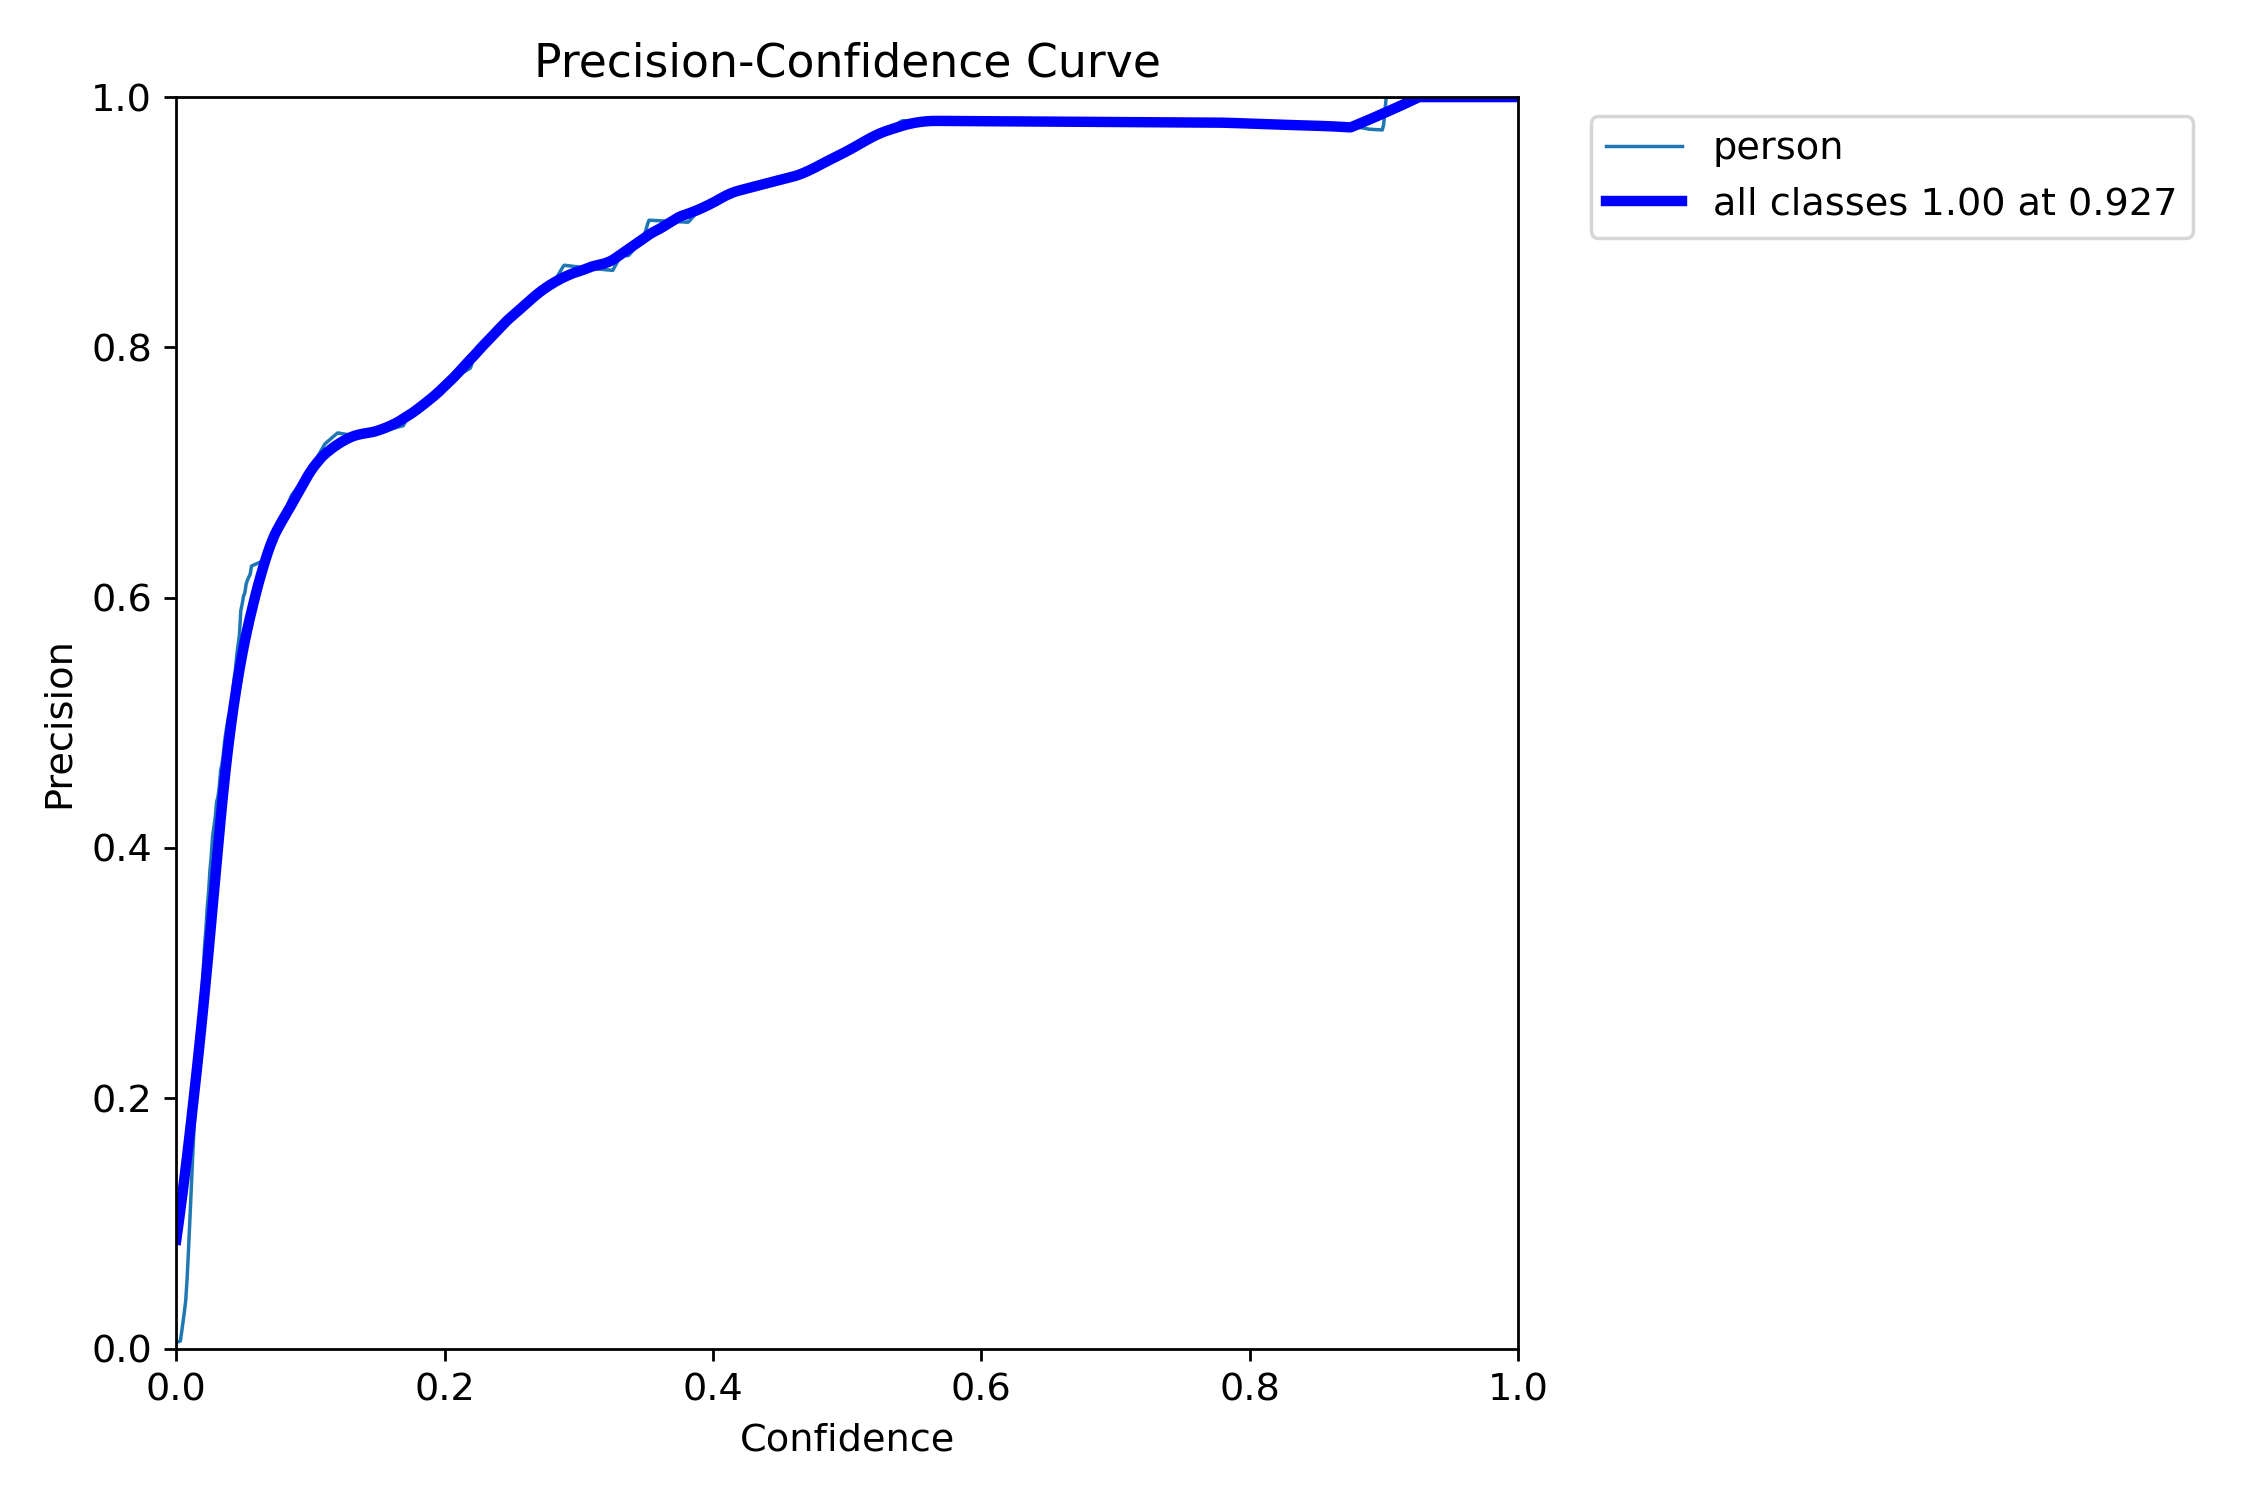 Precision-Confidence Curve
1.0
0.8
0.6
0.4
0.2
0.0
Precision
0.0 0.2 0.4 0.6 0.8 1.0
Confidence
person
all classes 1.00 at 0.927